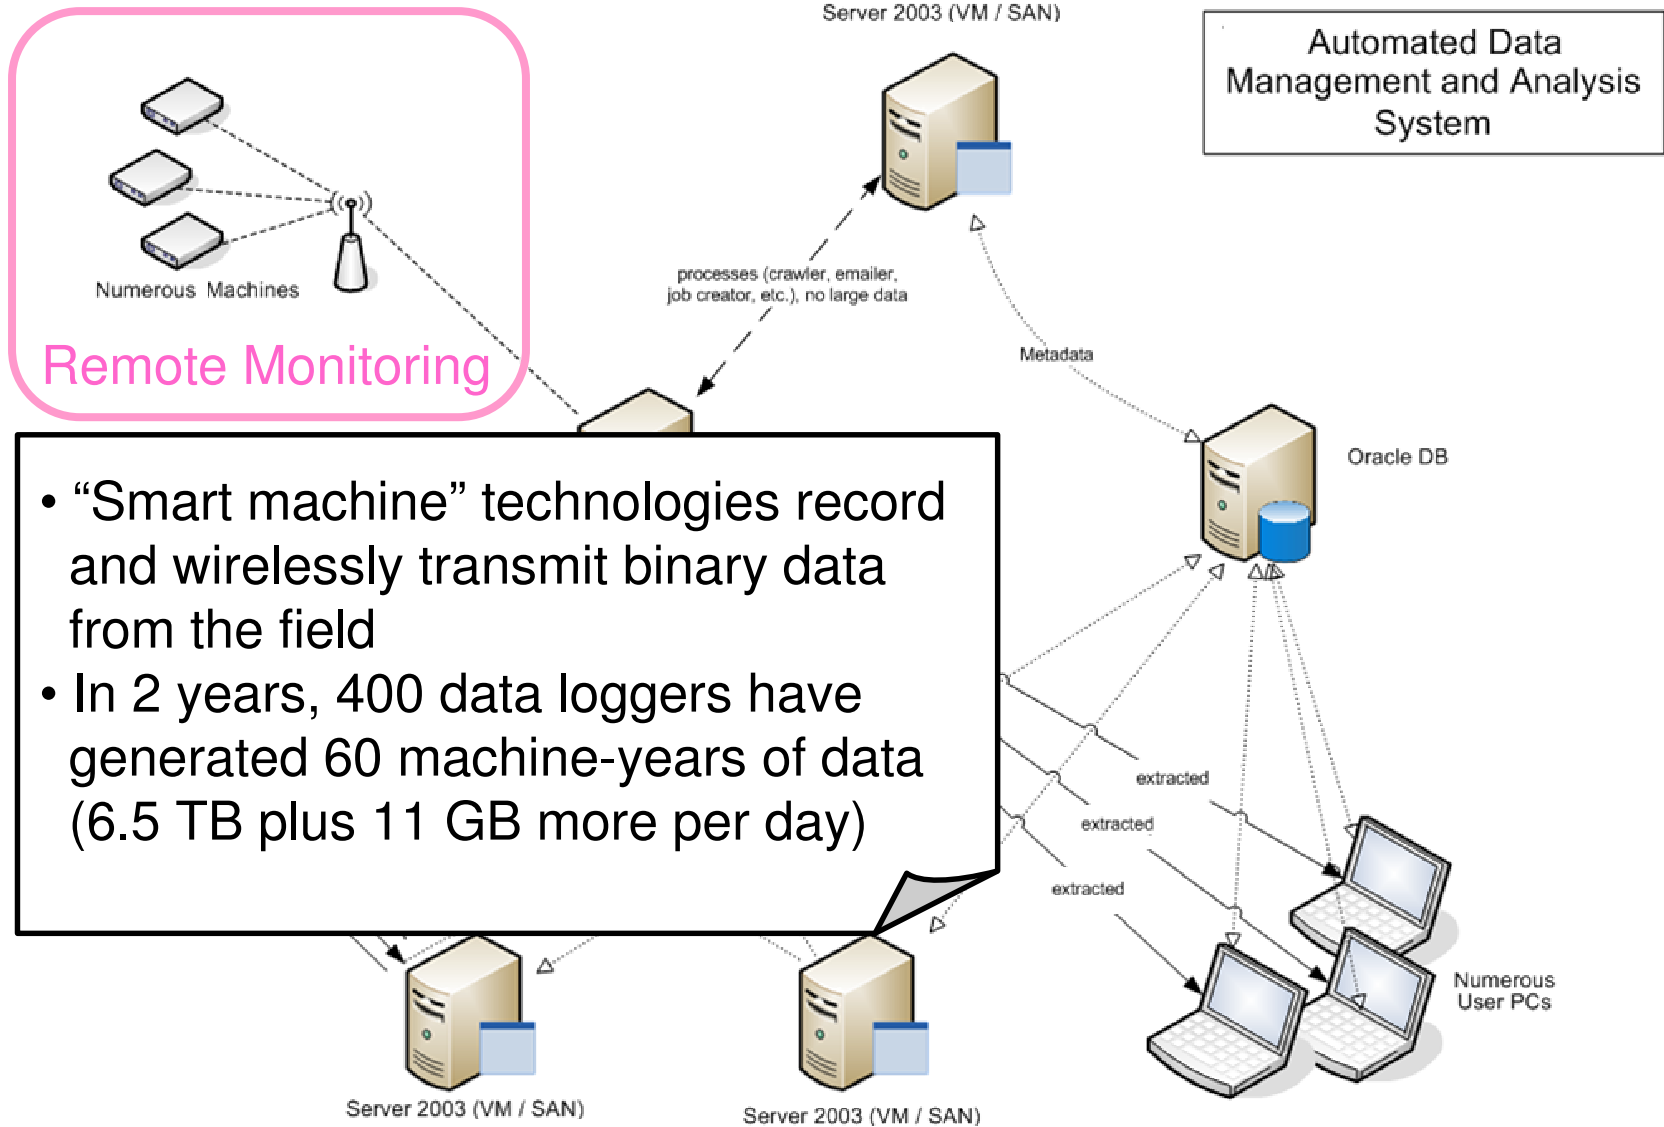 Server 2003 (VM / SAN)
Automated Data
Management and Analysis
System
Numerous Machines
Remote Monitoring
processes (crawler, emailer,
job creator, etc.), no large data
Metadata
Oracle DB
• “Smart machine” technologies record
and wirelessly transmit binary data
from the field
• In 2 years, 400 data loggers have
generated 60 machine-years of data
(6.5 TB plus 11 GB more per day)
extracted
extracted
extracted
Numerous
User PCs
Server 2003 (VM / SAN)
Server 2003 (VM / SAN)